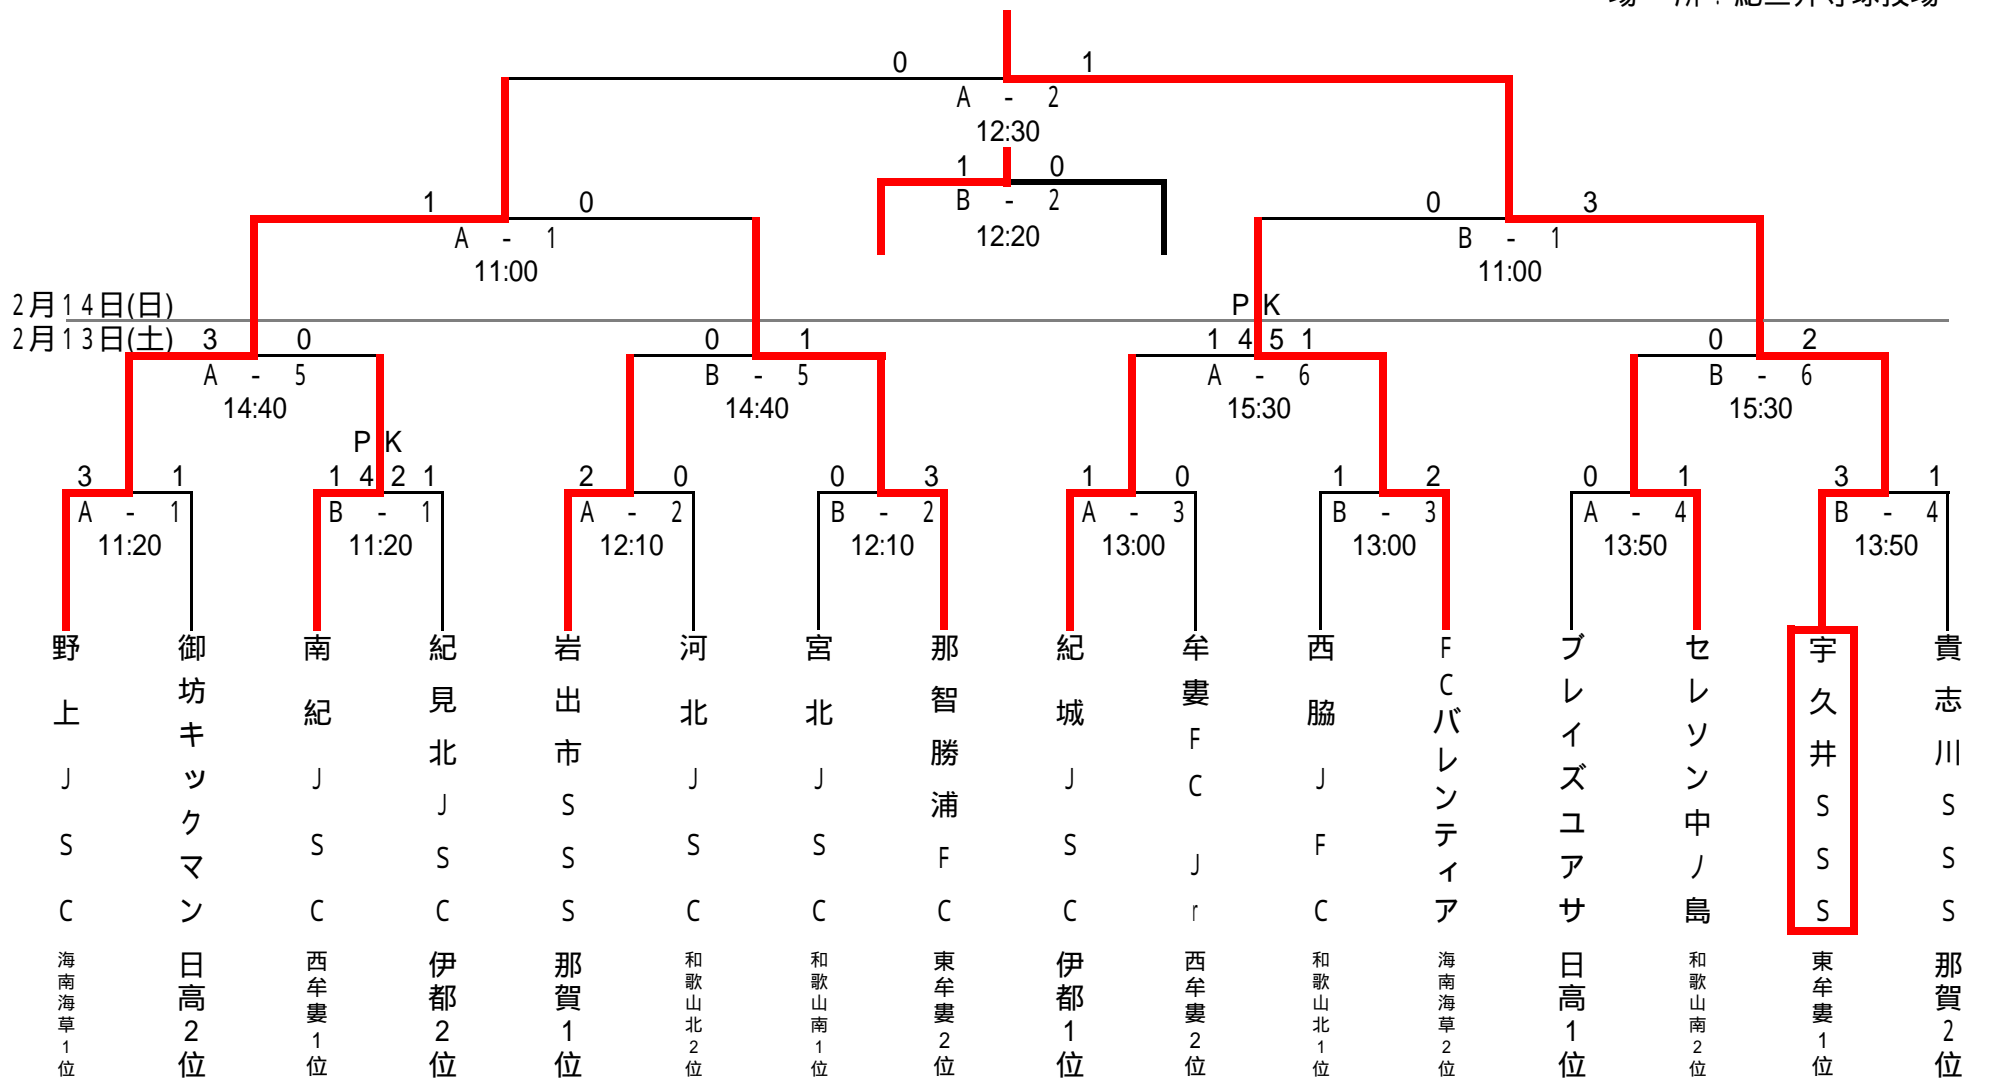 0 1
A - 2
12:30
1 0
B - 2
12:20
1 0
A - 1
11:00
0 3
B - 1
11:00
2月14日(日)
PK
2月13日(土)
3 0
A - 5
14:40
0 1
B - 5
14:40
1 4 5 1
A - 6
15:30
0 2
B - 6
15:30
PK
3 1
A - 1
11:20
1 4 2 1
B - 1
11:20
2 0
A - 2
12:10
0 3
B - 2
12:10
1 0
A - 3
13:00
1 2
B - 3
13:00
0 1
A - 4
13:50
3 1
B - 4
13:50
野上JSC
御坊キックマン
南紀JSC
紀見北JSC
岩出市SSS
河北JSC
宮北JSC
那智勝浦FC
紀城JSC
牟婁FC Jr
西脇JFC
FCバレンティア
ブレイズユアサ
セレソン中ノ島
宇久井SSS
貴志川SSS
海南海草1位
日高2位
西牟婁1位
伊都2位
那賀1位
和歌山北2位
和歌山南1位
東牟婁2位
伊都1位
西牟婁2位
和歌山北1位
海南海草2位
日高1位
和歌山南2位
東牟婁1位
那賀2位